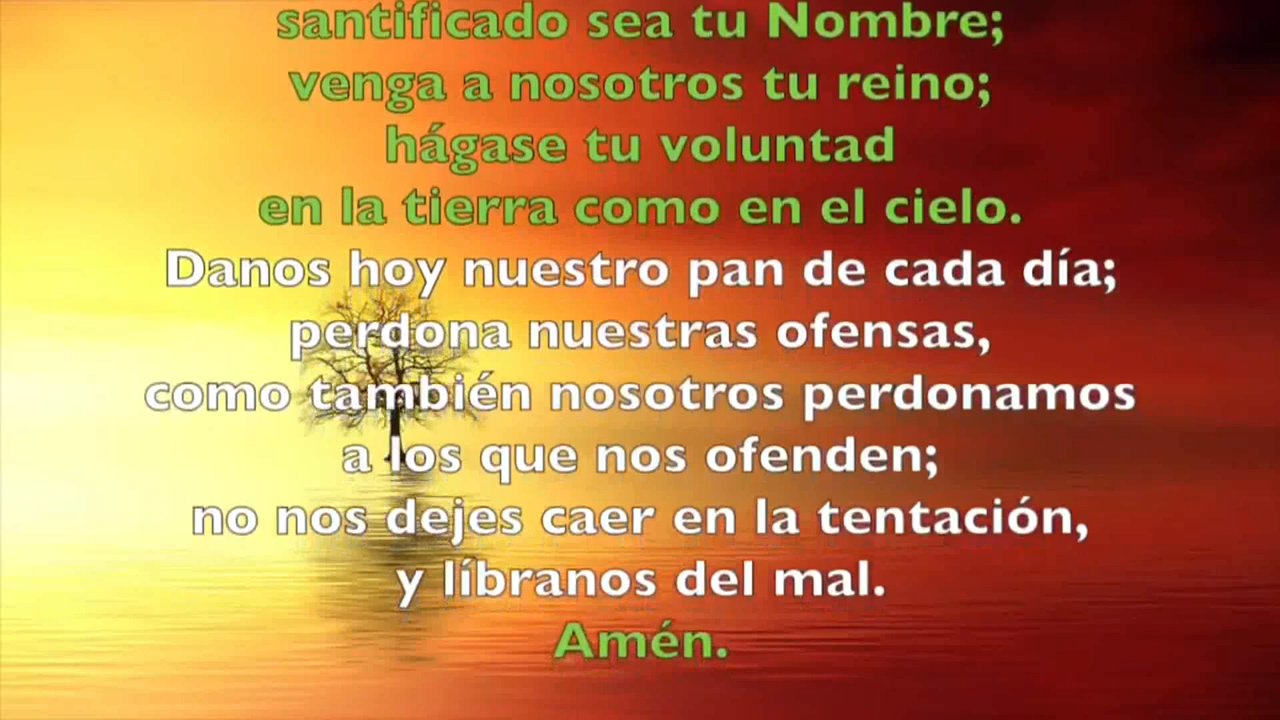 santificado sea tu Nombre;
venga a nosotros tu reino;
hágase tu voluntad
en la tierra como en el cielo.
Danos hoy nuestro pan de cada día;
perdona nuestras ofensas,
como también nosotros perdonamos
a los que nos ofenden;
no nos dejes caer en la tentación,
y líbranos del mal.
Amén.